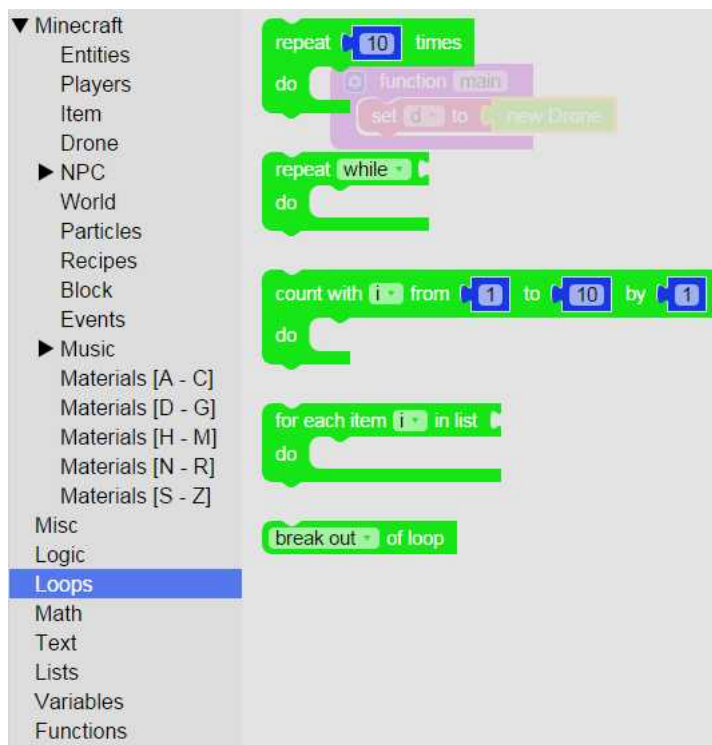 Minecraft
Entities
Players
Item
Drone
NPC
World
Particles
Recipes
Block
Events
Music
Materials [A - C]
Materials [D - G]
Materials [H - M]
Materials [N - R]
Materials [S - Z]
Misc
Logic
Loops
Math
Text
Lists
Variables
Functions
repeat 10 times
do
function main
set d to new Drone
repeat while
do
count with i from 1 to 10 by 1
do
for each item i in list
do
break out of loop